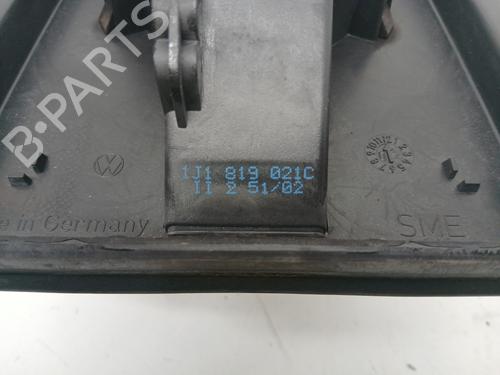 B-PARTS
1J1 819 021C
II 2 51/02
e in Germany
SME